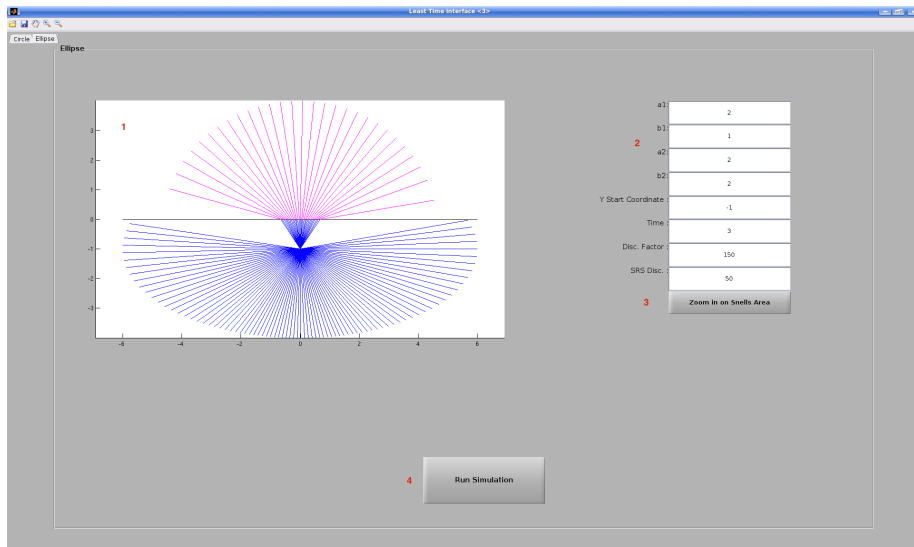 Least Time Interface <3>
Circle Ellipse
Ellipse
1
3
2
1
0
-1
-2
-3
-6 -4 -2 0 2 4 6
2
a1: 2
b1: 1
a2: 2
b2: 2
Y Start Coordinate : -1
Time : 3
Disc. Factor : 150
SRS Disc. : 50
3 Zoom in on Snells Area
4 Run Simulation